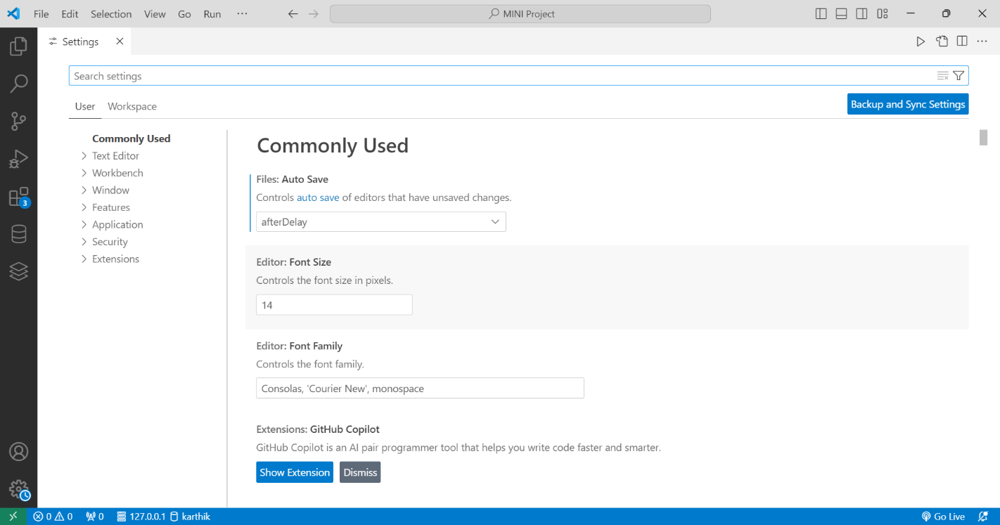 File Edit Selection View Go Run ···
MINI Project
Settings
Search settings
User Workspace
Backup and Sync Settings
Commonly Used
Text Editor
Workbench
Window
Features
Application
Security
Extensions
Commonly Used
Files: Auto Save
Controls auto save of editors that have unsaved changes.
afterDelay
Editor: Font Size
Controls the font size in pixels.
14
Editor: Font Family
Controls the font family.
Consolas, 'Courier New', monospace
Extensions: GitHub Copilot
GitHub Copilot is an AI pair programmer tool that helps you write code faster and smarter.
Show Extension Dismiss
3
0 0 0 127.0.0.1 karthik Go Live